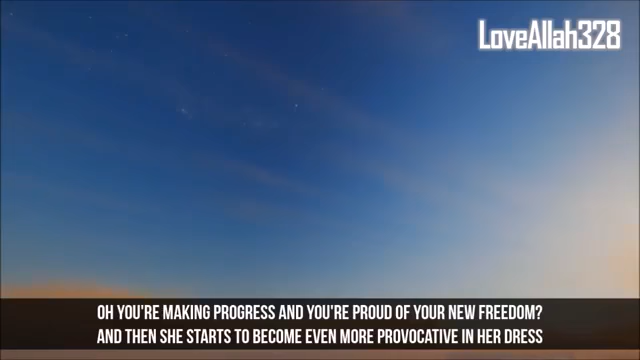 LoveAllah328
OH YOU'RE MAKING PROGRESS AND YOU'RE PROUD OF YOUR NEW FREEDOM?
AND THEN SHE STARTS TO BECOME EVEN MORE PROVOCATIVE IN HER DRESS